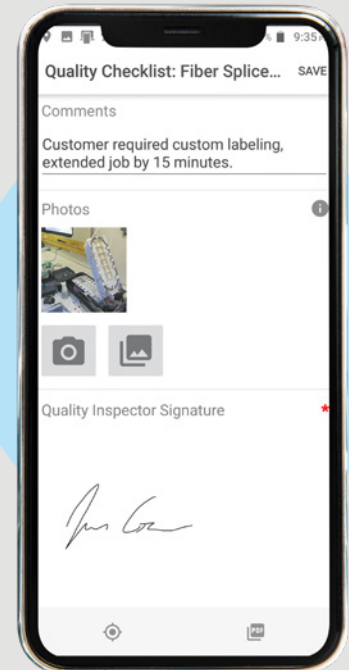 9:35
Quality Checklist: Fiber Splice... SAVE
Comments
Customer required custom labeling,
extended job by 15 minutes.
Photos
Quality Inspector Signature *
PDF